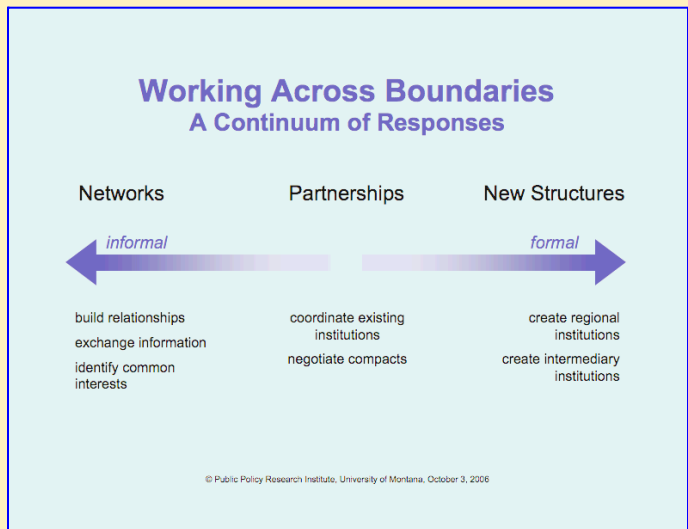 Working Across Boundaries
A Continuum of Responses
Networks
Partnerships
New Structures
informal
formal
build relationships
exchange information
identify common
interests
coordinate existing
institutions
negotiate compacts
create regional
institutions
create intermediary
institutions
© Public Policy Research Institute, University of Montana, October 3, 2006